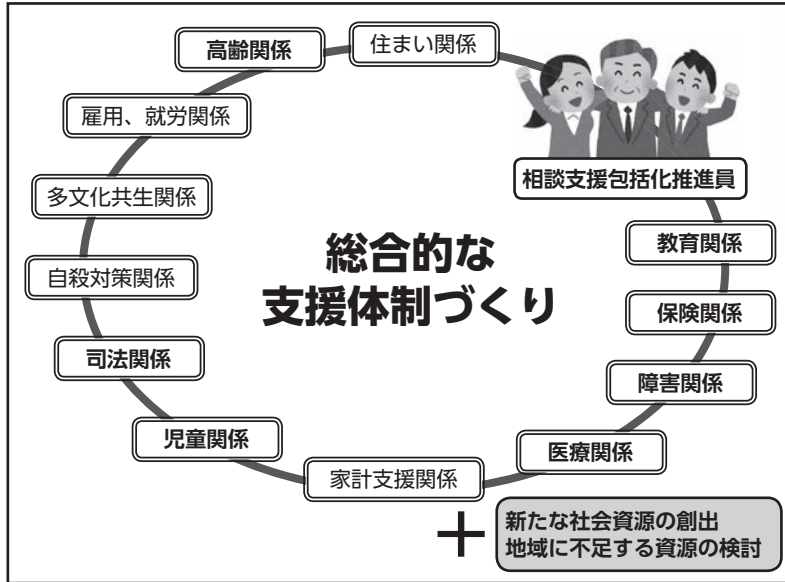 高齢関係
住まい関係
雇用、就労関係
相談支援包括化推進員
多文化共生関係
教育関係
総合的な
支援体制づくり
自殺対策関係
保険関係
司法関係
障害関係
児童関係
医療関係
家計支援関係
+
新たな社会資源の創出
地域に不足する資源の検討